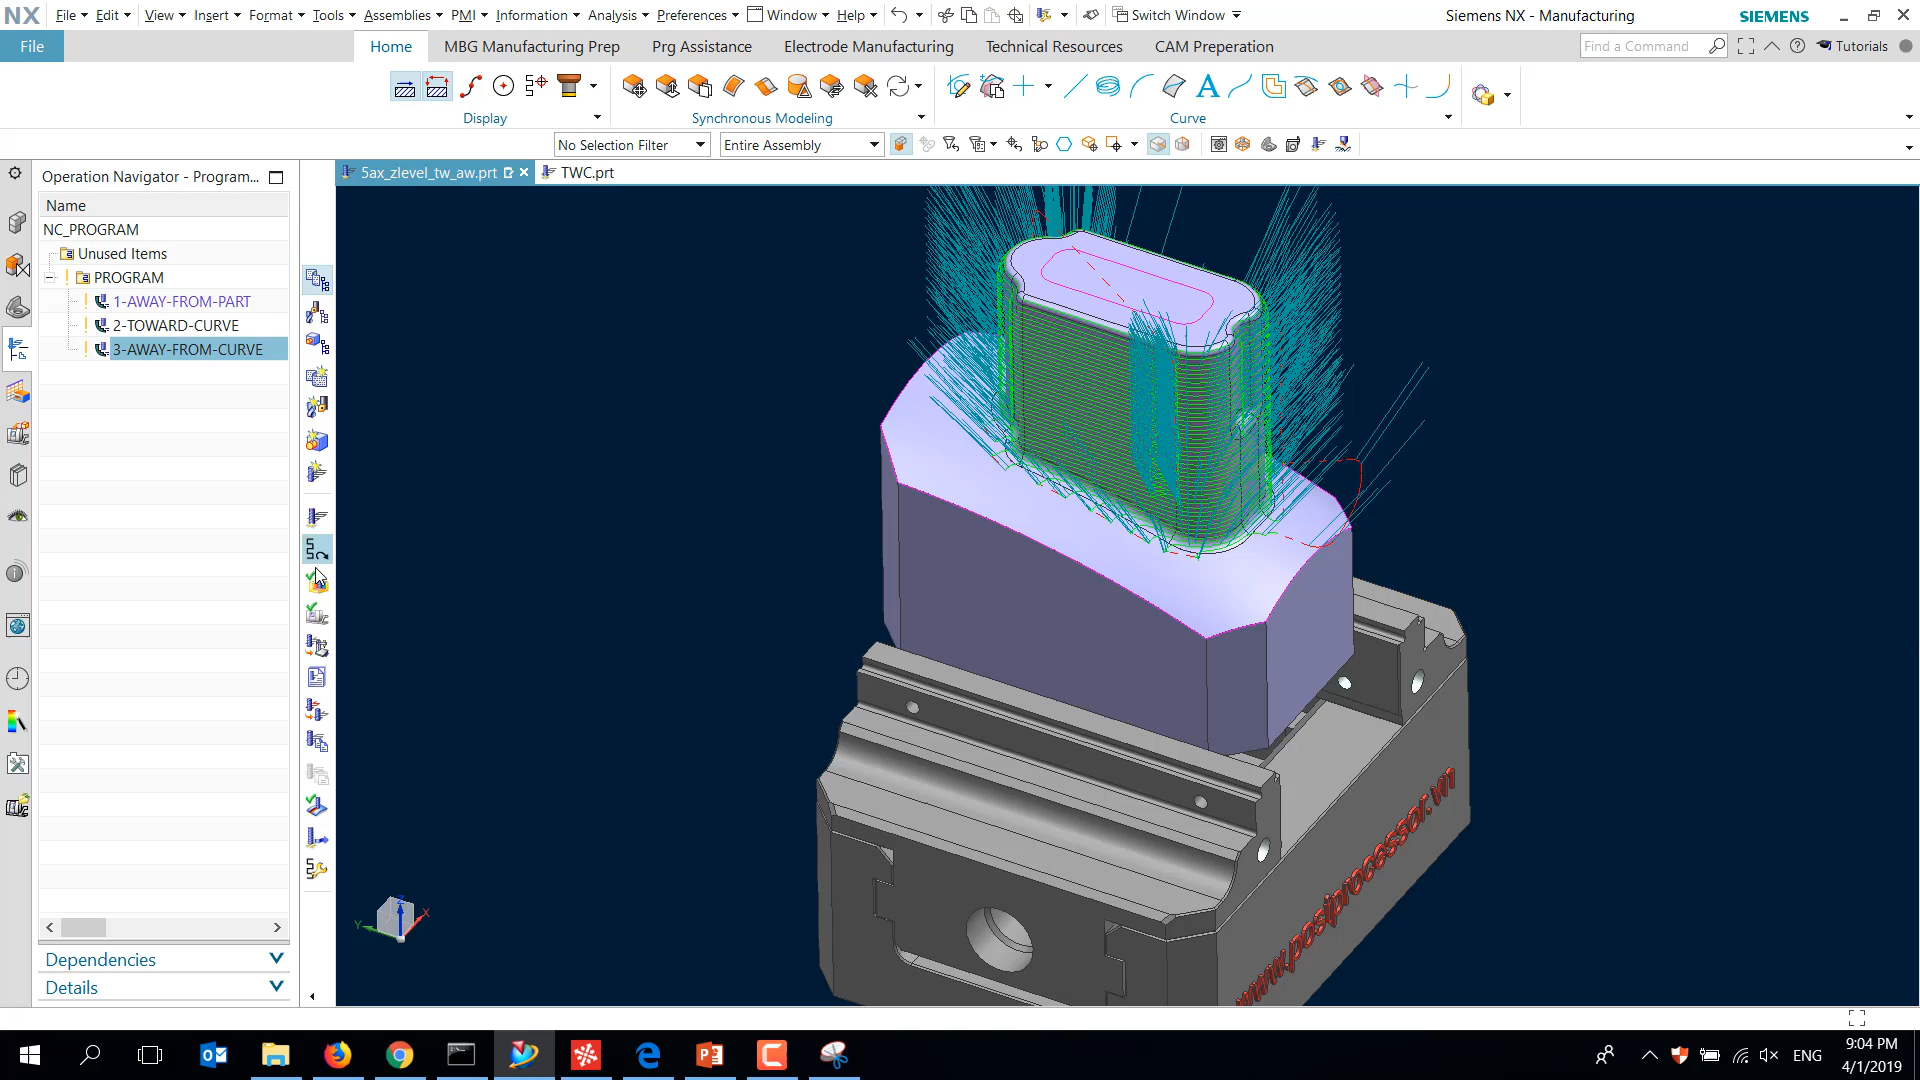 NX File Edit View Insert Format Tools Assemblies PMI Information Analysis Preferences Window Help Switch Window Siemens NX - Manufacturing SIEMENS
File Home MBG Manufacturing Prep Prg Assistance Electrode Manufacturing Technical Resources CAM Preperation Find a Command Tutorials
Display Synchronous Modeling Curve
No Selection Filter Entire Assembly
Operation Navigator - Program... 5ax_zlevel_tw_aw.prt TWC.prt
Name
NC_PROGRAM
Unused Items
PROGRAM
1-AWAY-FROM-PART
2-TOWARD-CURVE
3-AWAY-FROM-CURVE
www.postprocessor.vn
Z
Y
X
Dependencies
Details
ENG
9:04 PM
4/1/2019